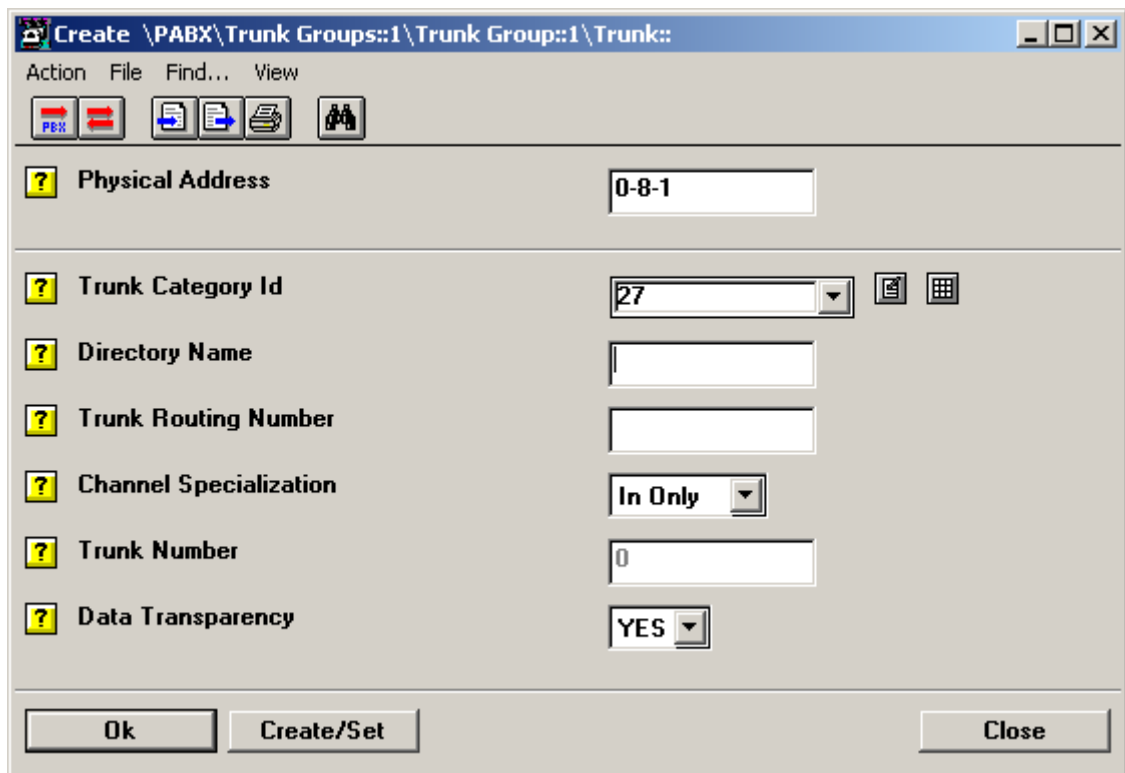 Create \PABX\Trunk Groups::1\Trunk Group::1\Trunk::
Action File Find... View
PBX
? Physical Address 0-8-1
? Trunk Category Id 27
? Directory Name
? Trunk Routing Number
? Channel Specialization In Only
? Trunk Number 0
? Data Transparency YES
Ok Create/Set Close